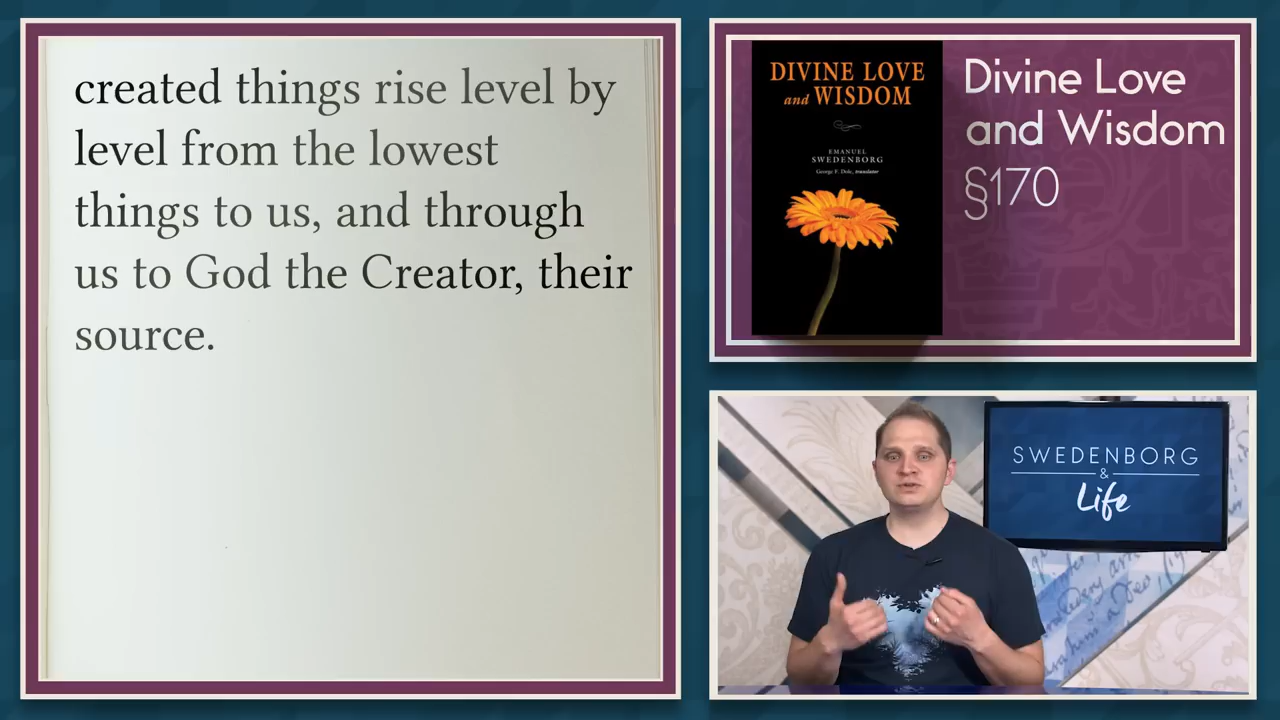 created things rise level by
level from the lowest
things to us, and through
us to God the Creator, their
source.
DIVINE LOVE
and WISDOM
EMANUEL
SWEDENBORG
George F. Dole, translator
Divine Love
and Wisdom
§170
SWEDENBORG
&
Life